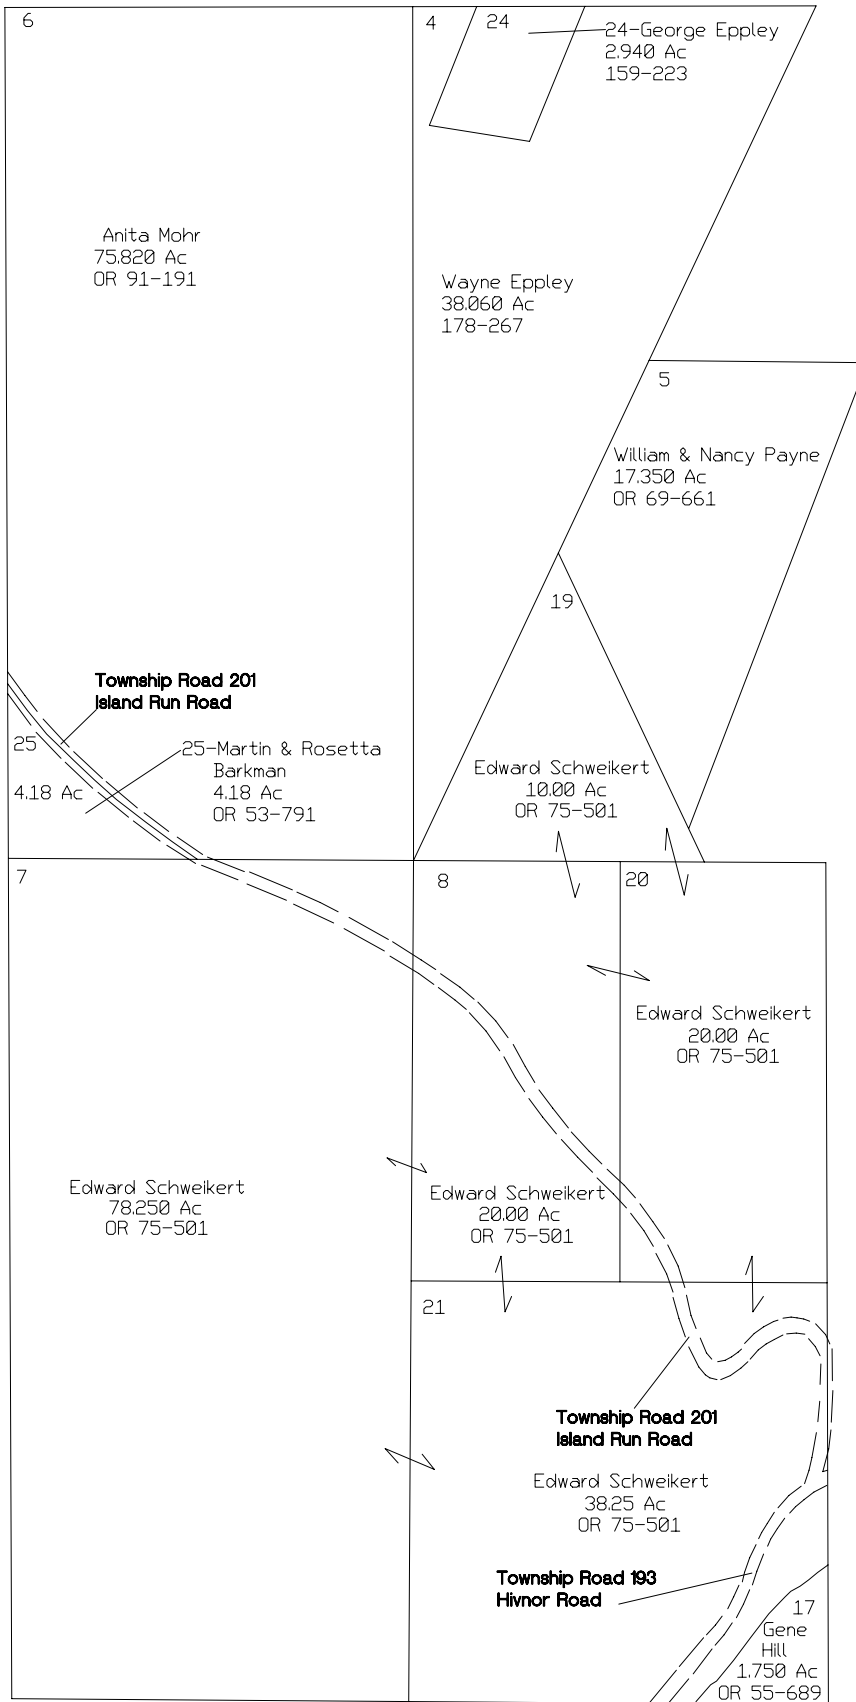 6
4
24
24-George Eppley
2.940 Ac
159-223
Anita Mohr
75.820 Ac
OR 91-191
Wayne Eppley
38.060 Ac
178-267
5
William & Nancy Payne
17.350 Ac
OR 69-661
19
Township Road 201
Island Run Road
25
4.18 Ac
25-Martin & Rosetta
Barkman
4.18 Ac
OR 53-791
Edward Schweikert
10.00 Ac
OR 75-501
7
8
20
Edward Schweikert
20.00 Ac
OR 75-501
Edward Schweikert
78.250 Ac
OR 75-501
Edward Schweikert
20.00 Ac
OR 75-501
21
Township Road 201
Island Run Road
Edward Schweikert
38.25 Ac
OR 75-501
Township Road 193
Hivnor Road
17
Gene
Hill
1.750 Ac
OR 55-689